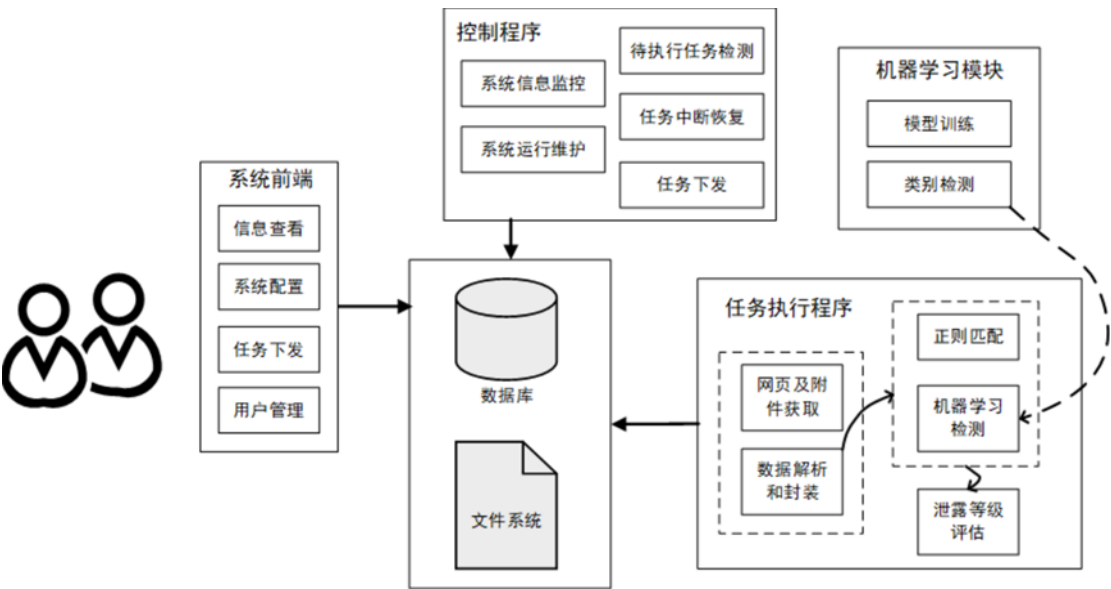 控制程序
系统信息监控
系统运行维护
待执行任务检测
任务中断恢复
任务下发
机器学习模块
模型训练
类别检测
系统前端
信息查看
系统配置
任务下发
用户管理
数据库
文件系统
任务执行程序
网页及附
件获取
数据解析
和封装
正则匹配
机器学习
检测
泄露等级
评估